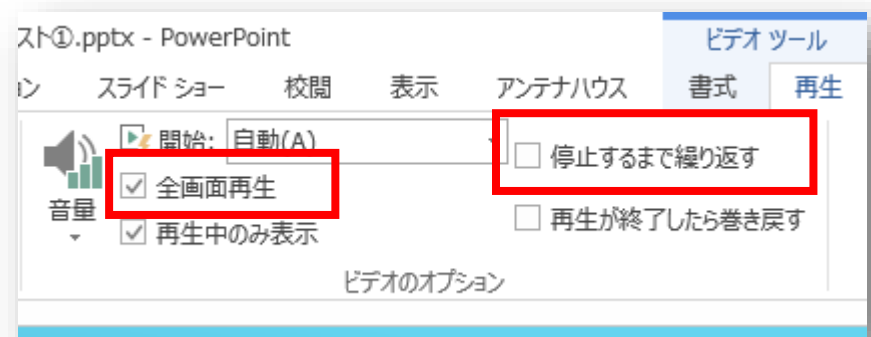 スト①.pptx - PowerPoint
ビデオ ツール
ョン スライド ショー 校閲 表示 アンテナハウス 書式 再生
開始: 自動(A)
停止するまで繰り返す
全画面再生
音量
再生が終了したら巻き戻す
再生中のみ表示
ビデオのオプション